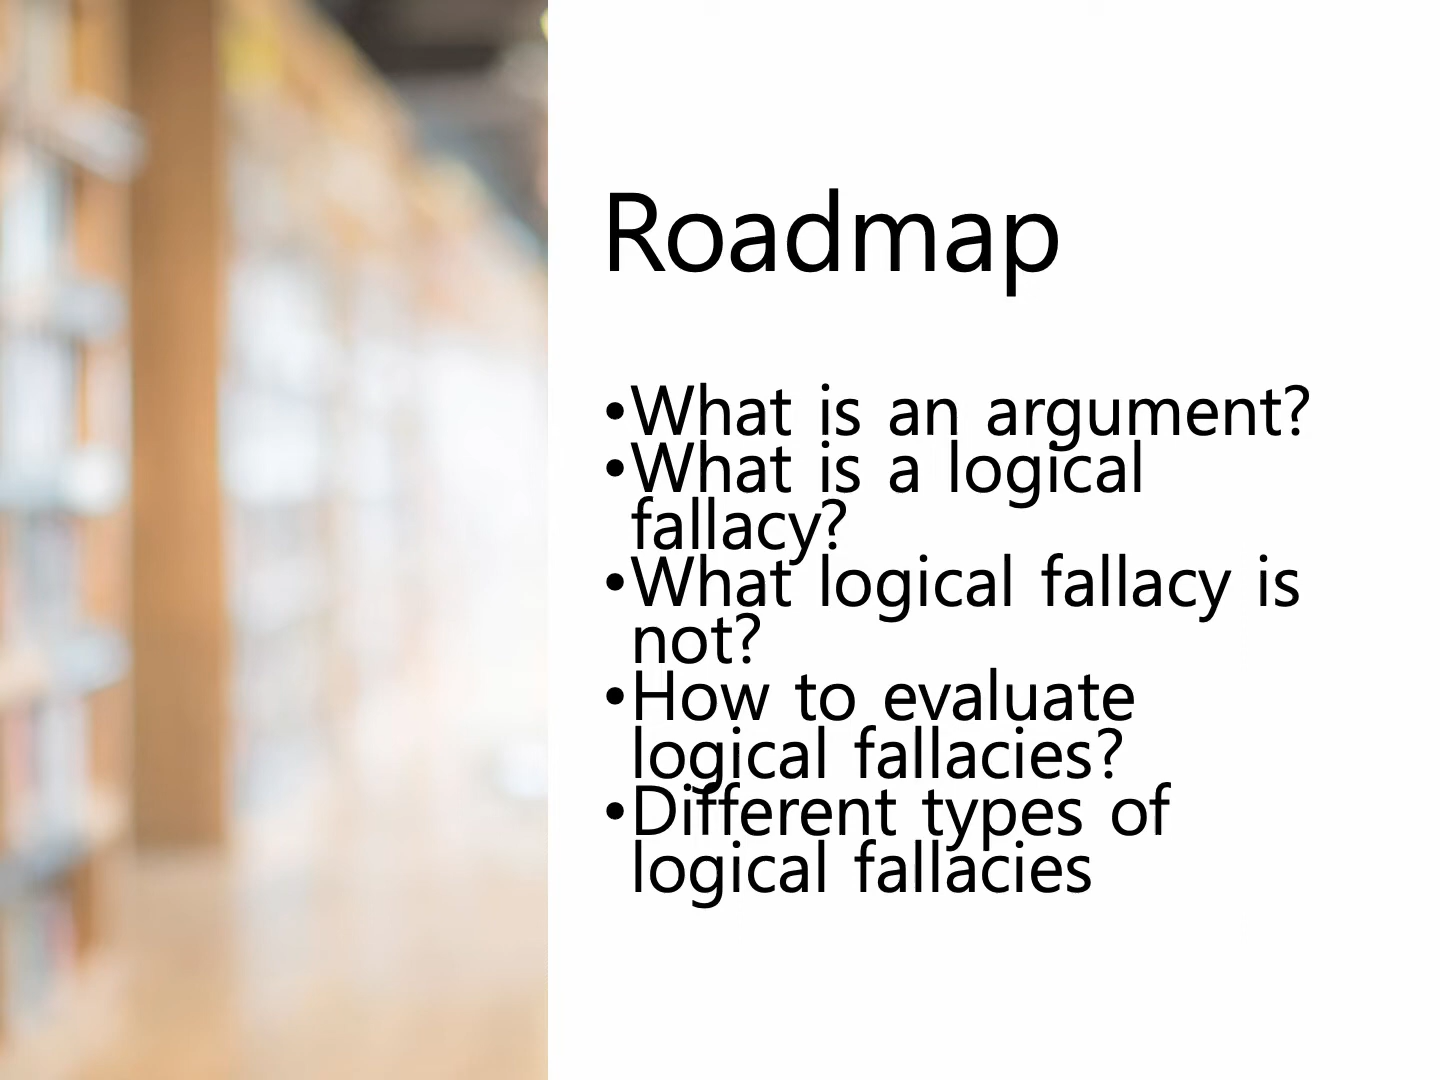 Roadmap
•What is an argument?
•What is a logical
fallacy?
•What logical fallacy is
not?
•How to evaluate
logical fallacies?
•Different types of
logical fallacies